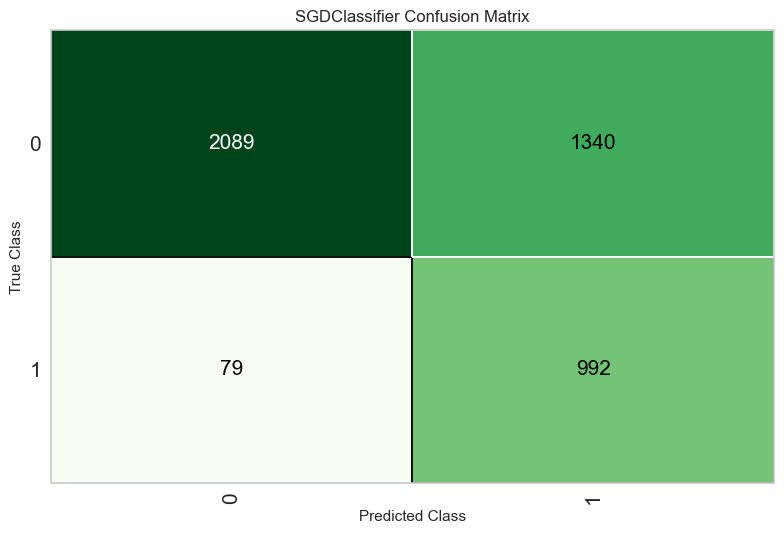 SGDClassifier Confusion Matrix
0
2089
1340
True Class
1
79
992
0
1
Predicted Class